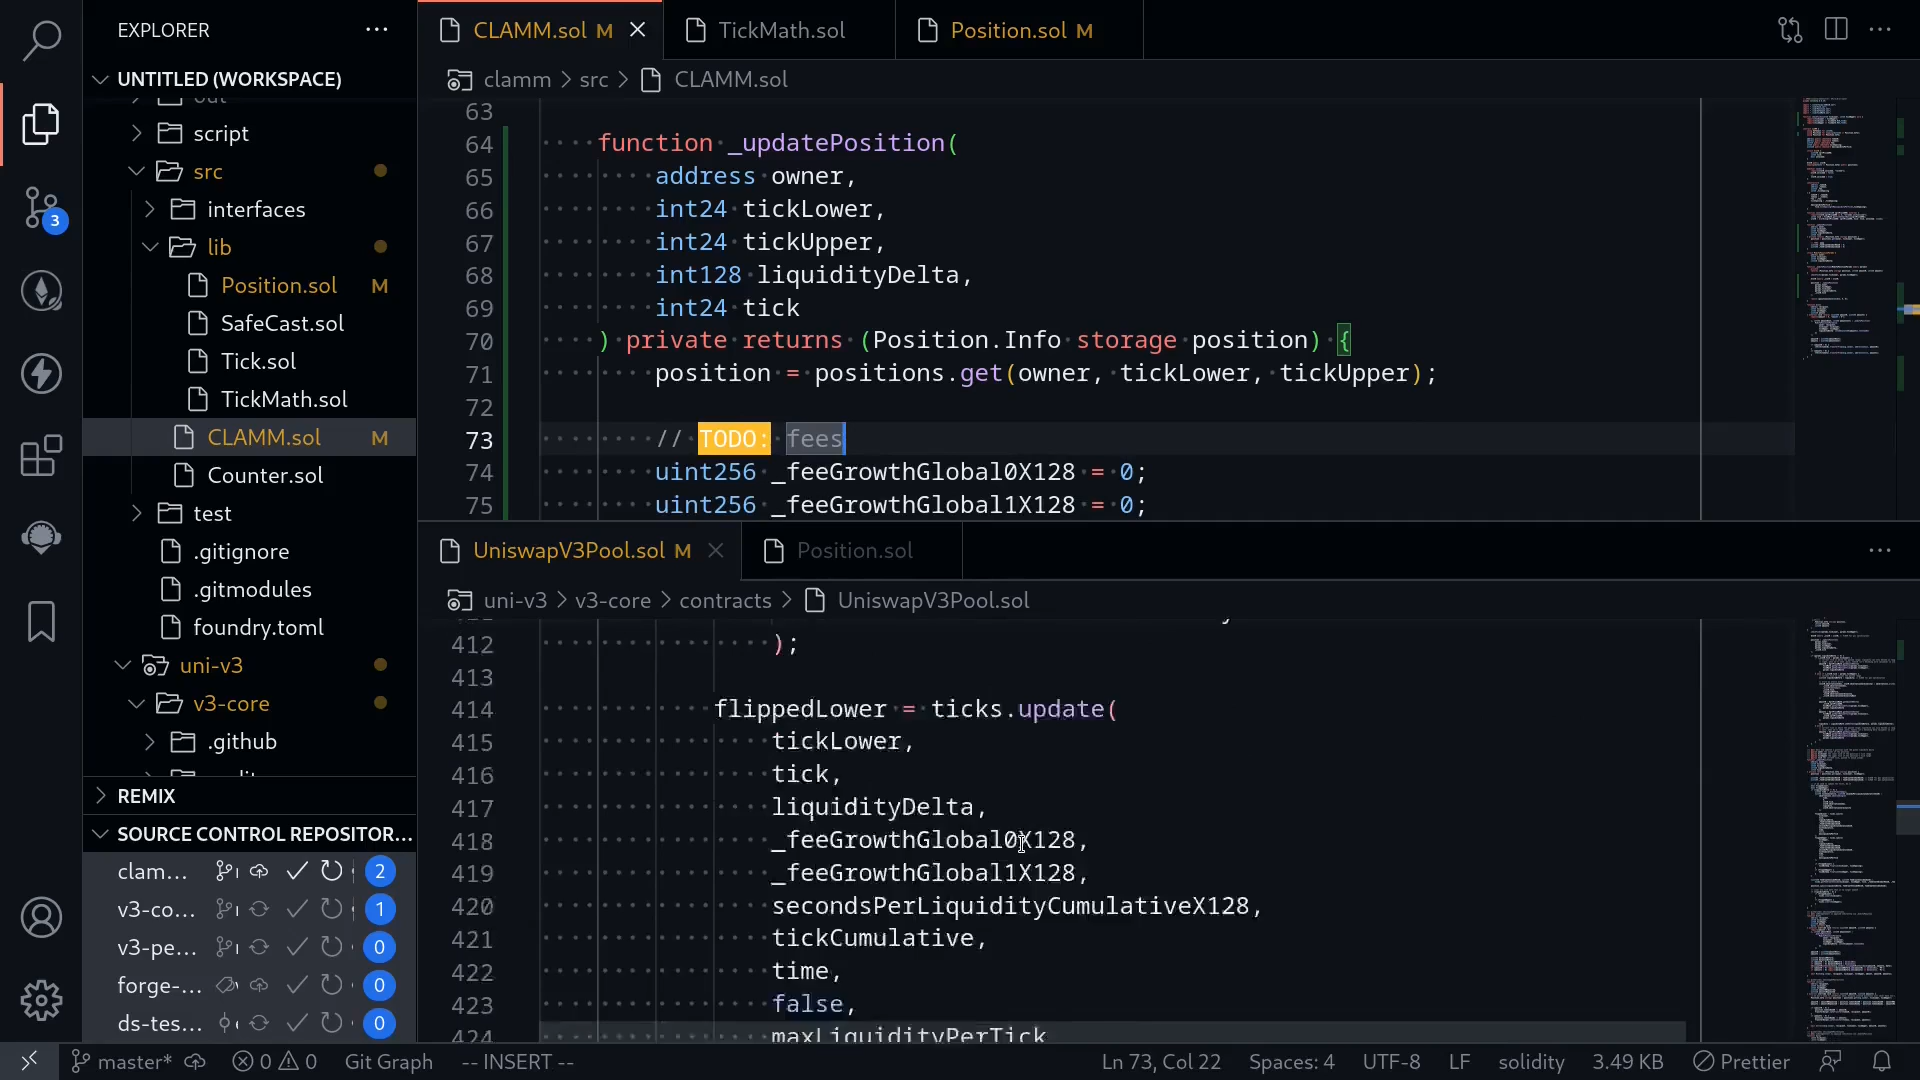 EXPLORER
UNTITLED (WORKSPACE)
out
script
src
interfaces
lib
Position.sol M
SafeCast.sol
Tick.sol
TickMath.sol
CLAMM.sol M
Counter.sol
test
.gitignore
.gitmodules
foundry.toml
uni-v3
v3-core
.github
REMIX
SOURCE CONTROL REPOSITOR...
clam... 2
v3-co... 1
v3-pe... 0
forge-... 0
ds-tes... 0
3
CLAMM.sol M
TickMath.sol
Position.sol M
clamm > src > CLAMM.sol
63
64 function _updatePosition(
65 address owner,
66 int24 tickLower,
67 int24 tickUpper,
68 int128 liquidityDelta,
69 int24 tick
70 ) private returns (Position.Info storage position) {
71 position = positions.get(owner, tickLower, tickUpper);
72
73 // TODO: fees
74 uint256 _feeGrowthGlobal0X128 = 0;
75 uint256 _feeGrowthGlobal1X128 = 0;
UniswapV3Pool.sol M
Position.sol
uni-v3 > v3-core > contracts > UniswapV3Pool.sol
412 );
413
414 flippedLower = ticks.update(
415 tickLower,
416 tick,
417 liquidityDelta,
418 _feeGrowthGlobal0X128,
419 _feeGrowthGlobal1X128,
420 secondsPerLiquidityCumulativeX128,
421 tickCumulative,
422 time,
423 false,
424 maxLiquidityPerTick
master* 0 0 Git Graph -- INSERT -- Ln 73, Col 22 Spaces: 4 UTF-8 LF solidity 3.49 KB Prettier